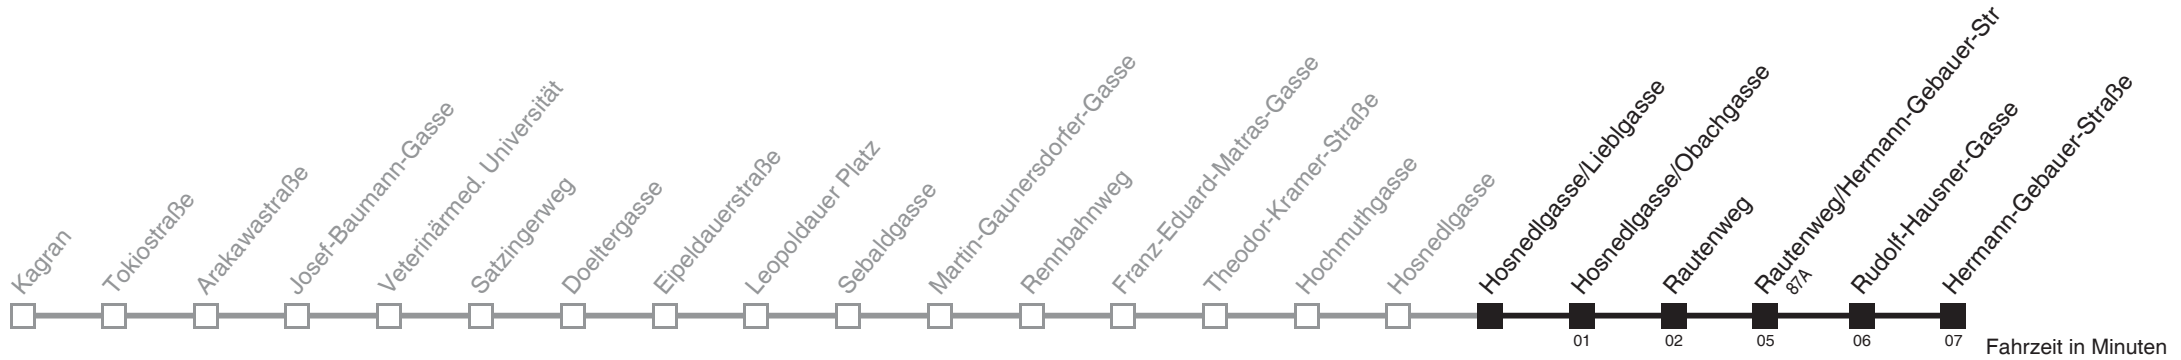 Kagran
Tokiostraße
Arakawastraße
Josef-Baumann-Gasse
Veterinärmed. Universität
Satzingerweg
Doeltergasse
Eipeldauerstraße
Leopoldauer Platz
Sebaldgasse
Martin-Gaunersdorfer-Gasse
Rennbahnweg
Franz-Eduard-Matras-Gasse
Theodor-Kramer-Straße
Hochmuthgasse
Hosnedlgasse
Hosnedlgasse/Lieblgasse
Hosnedlgasse/Obachgasse
Rautenweg
Rautenweg/Hermann-Gebauer-Str
87A
Rudolf-Hausner-Gasse
Hermann-Gebauer-Straße
01 02 05 06 07
Fahrzeit in Minuten